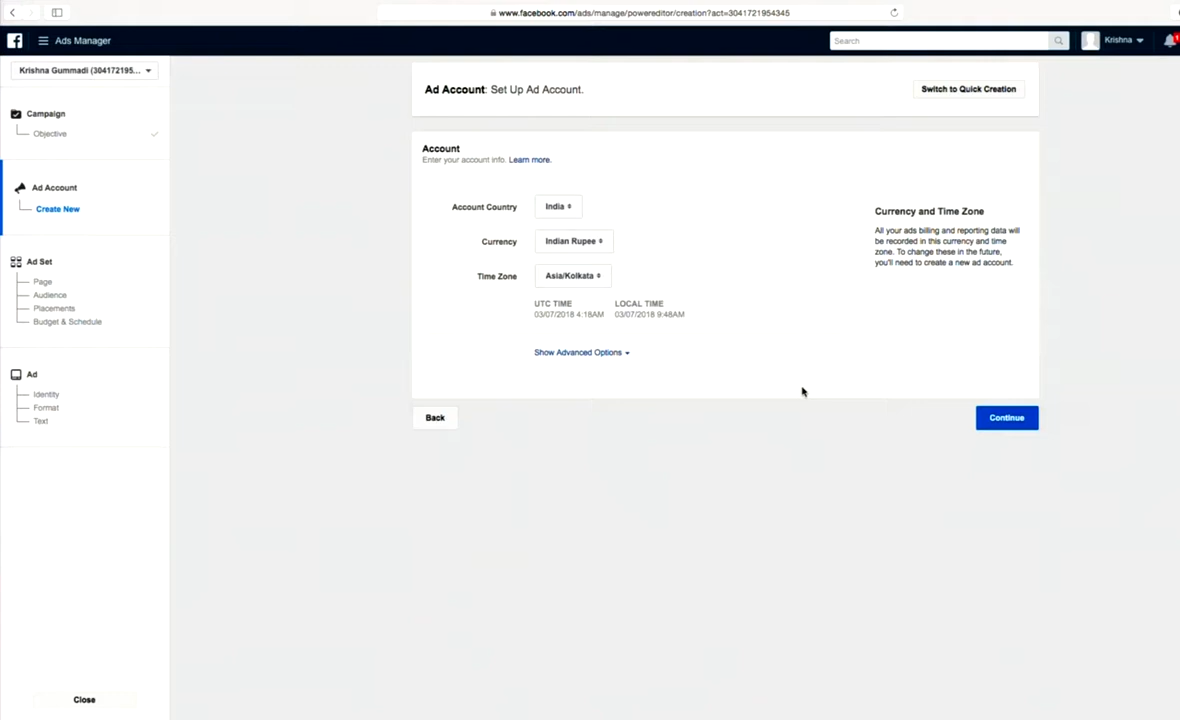 www.facebook.com/ads/manage/powereditor/creation?act=3041721954345
Ads Manager
Search
Krishna
1
Krishna Gummadi (304172195...
Campaign
Objective
Ad Account
Create New
Ad Set
Page
Audience
Placements
Budget & Schedule
Ad
Identity
Format
Text
Close
Ad Account: Set Up Ad Account.
Switch to Quick Creation
Account
Enter your account info. Learn more.
Account Country India
Currency Indian Rupee
Time Zone Asia/Kolkata
UTC TIME LOCAL TIME
03/07/2018 4:18AM 03/07/2018 9:48AM
Show Advanced Options
Currency and Time Zone
All your ads billing and reporting data will
be recorded in this currency and time
zone. To change these in the future,
you'll need to create a new ad account.
Back
Continue